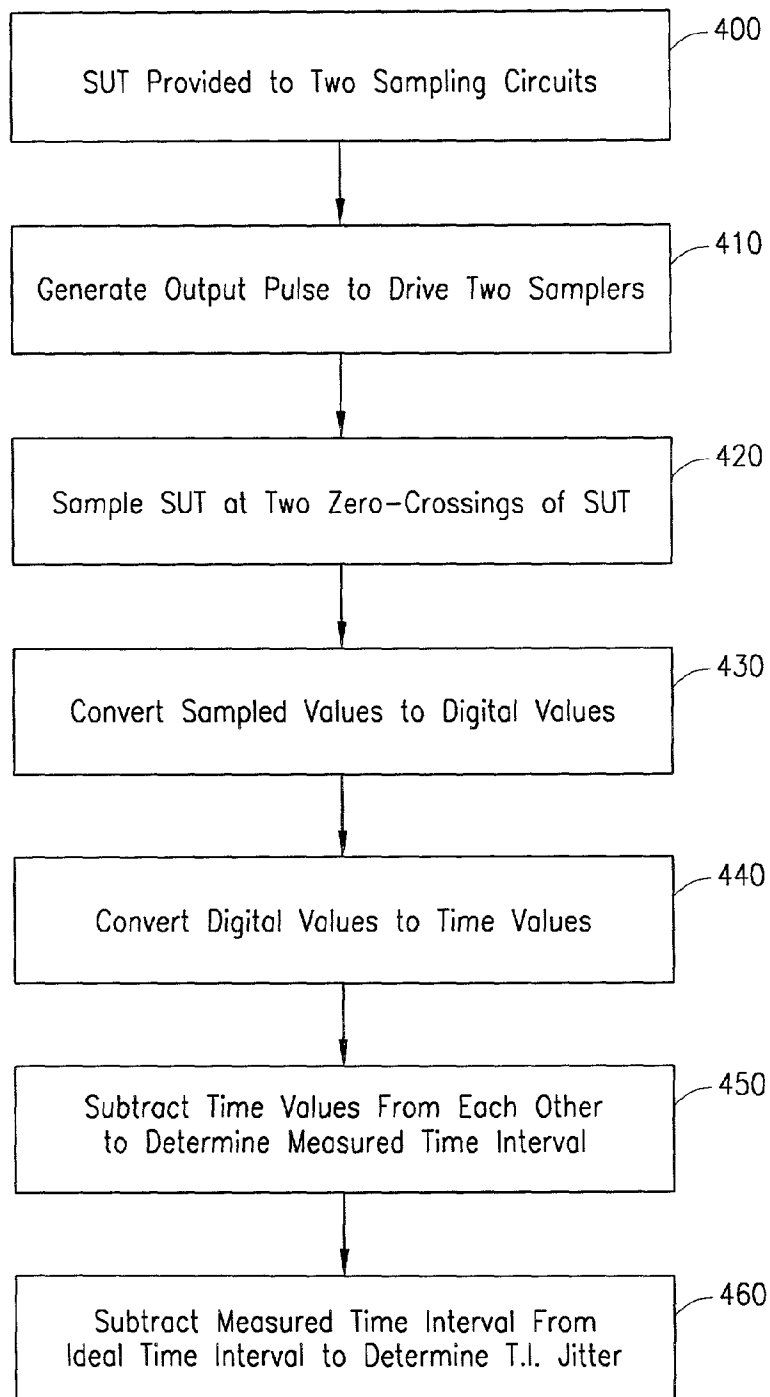 400
SUT Provided to Two Sampling Circuits
410
Generate Output Pulse to Drive Two Samplers
420
Sample SUT at Two Zero-Crossings of SUT
430
Convert Sampled Values to Digital Values
440
Convert Digital Values to Time Values
450
Subtract Time Values From Each Other
to Determine Measured Time Interval
460
Subtract Measured Time Interval From
Ideal Time Interval to Determine T.I. Jitter